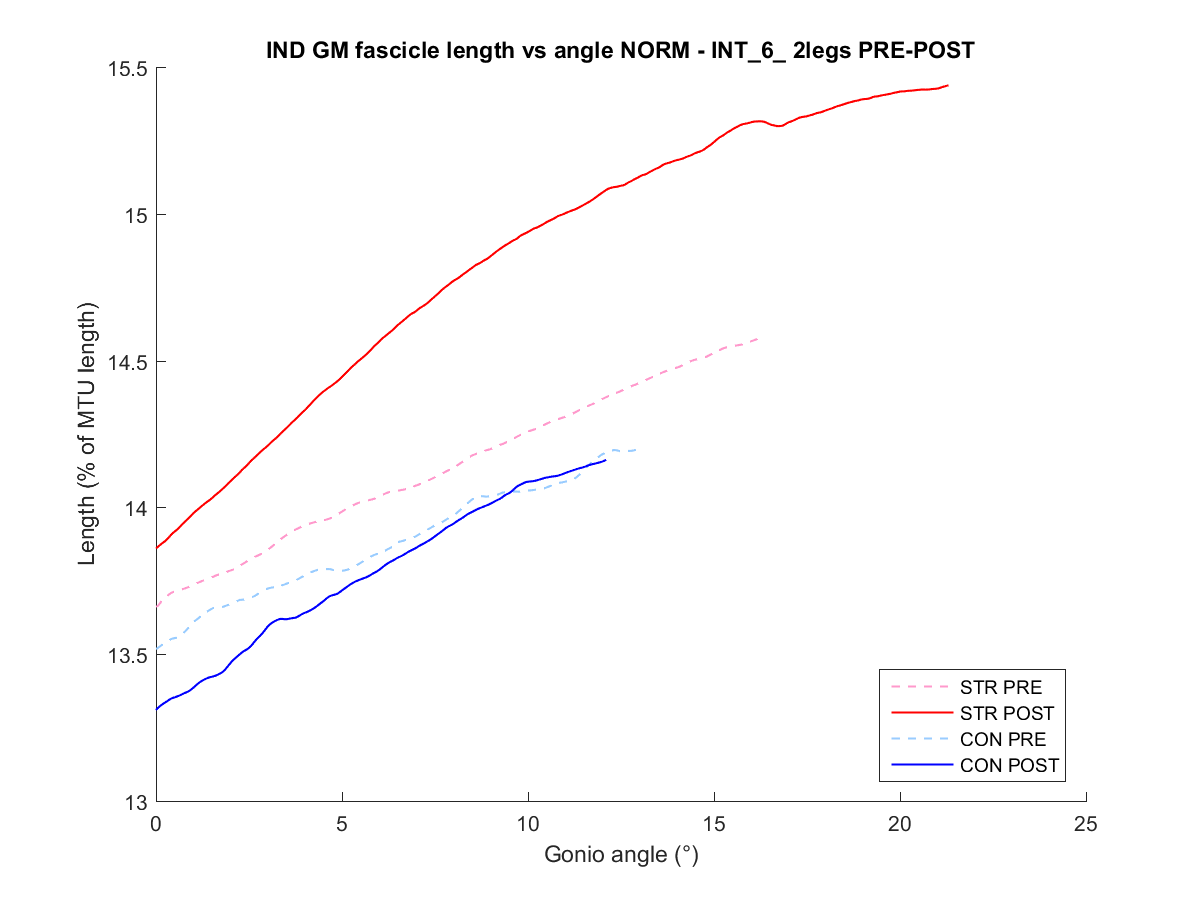 IND GM fascicle length vs angle NORM - INT_6_ 2legs PRE-POST
15.5
15
14.5
14
13.5
13
Length (% of MTU length)
0 5 10 15 20 25
Gonio angle (°)
STR PRE
STR POST
CON PRE
CON POST